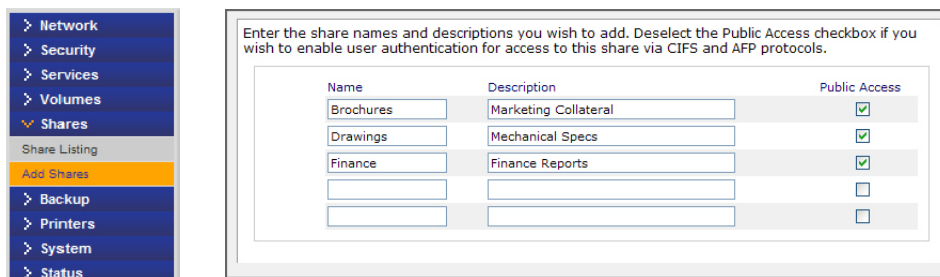 Network
Security
Services
Volumes
Shares
Share Listing
Add Shares
Backup
Printers
System
Status
Enter the share names and descriptions you wish to add. Deselect the Public Access checkbox if you
wish to enable user authentication for access to this share via CIFS and AFP protocols.
Name Description Public Access
Brochures Marketing Collateral
Drawings Mechanical Specs
Finance Finance Reports